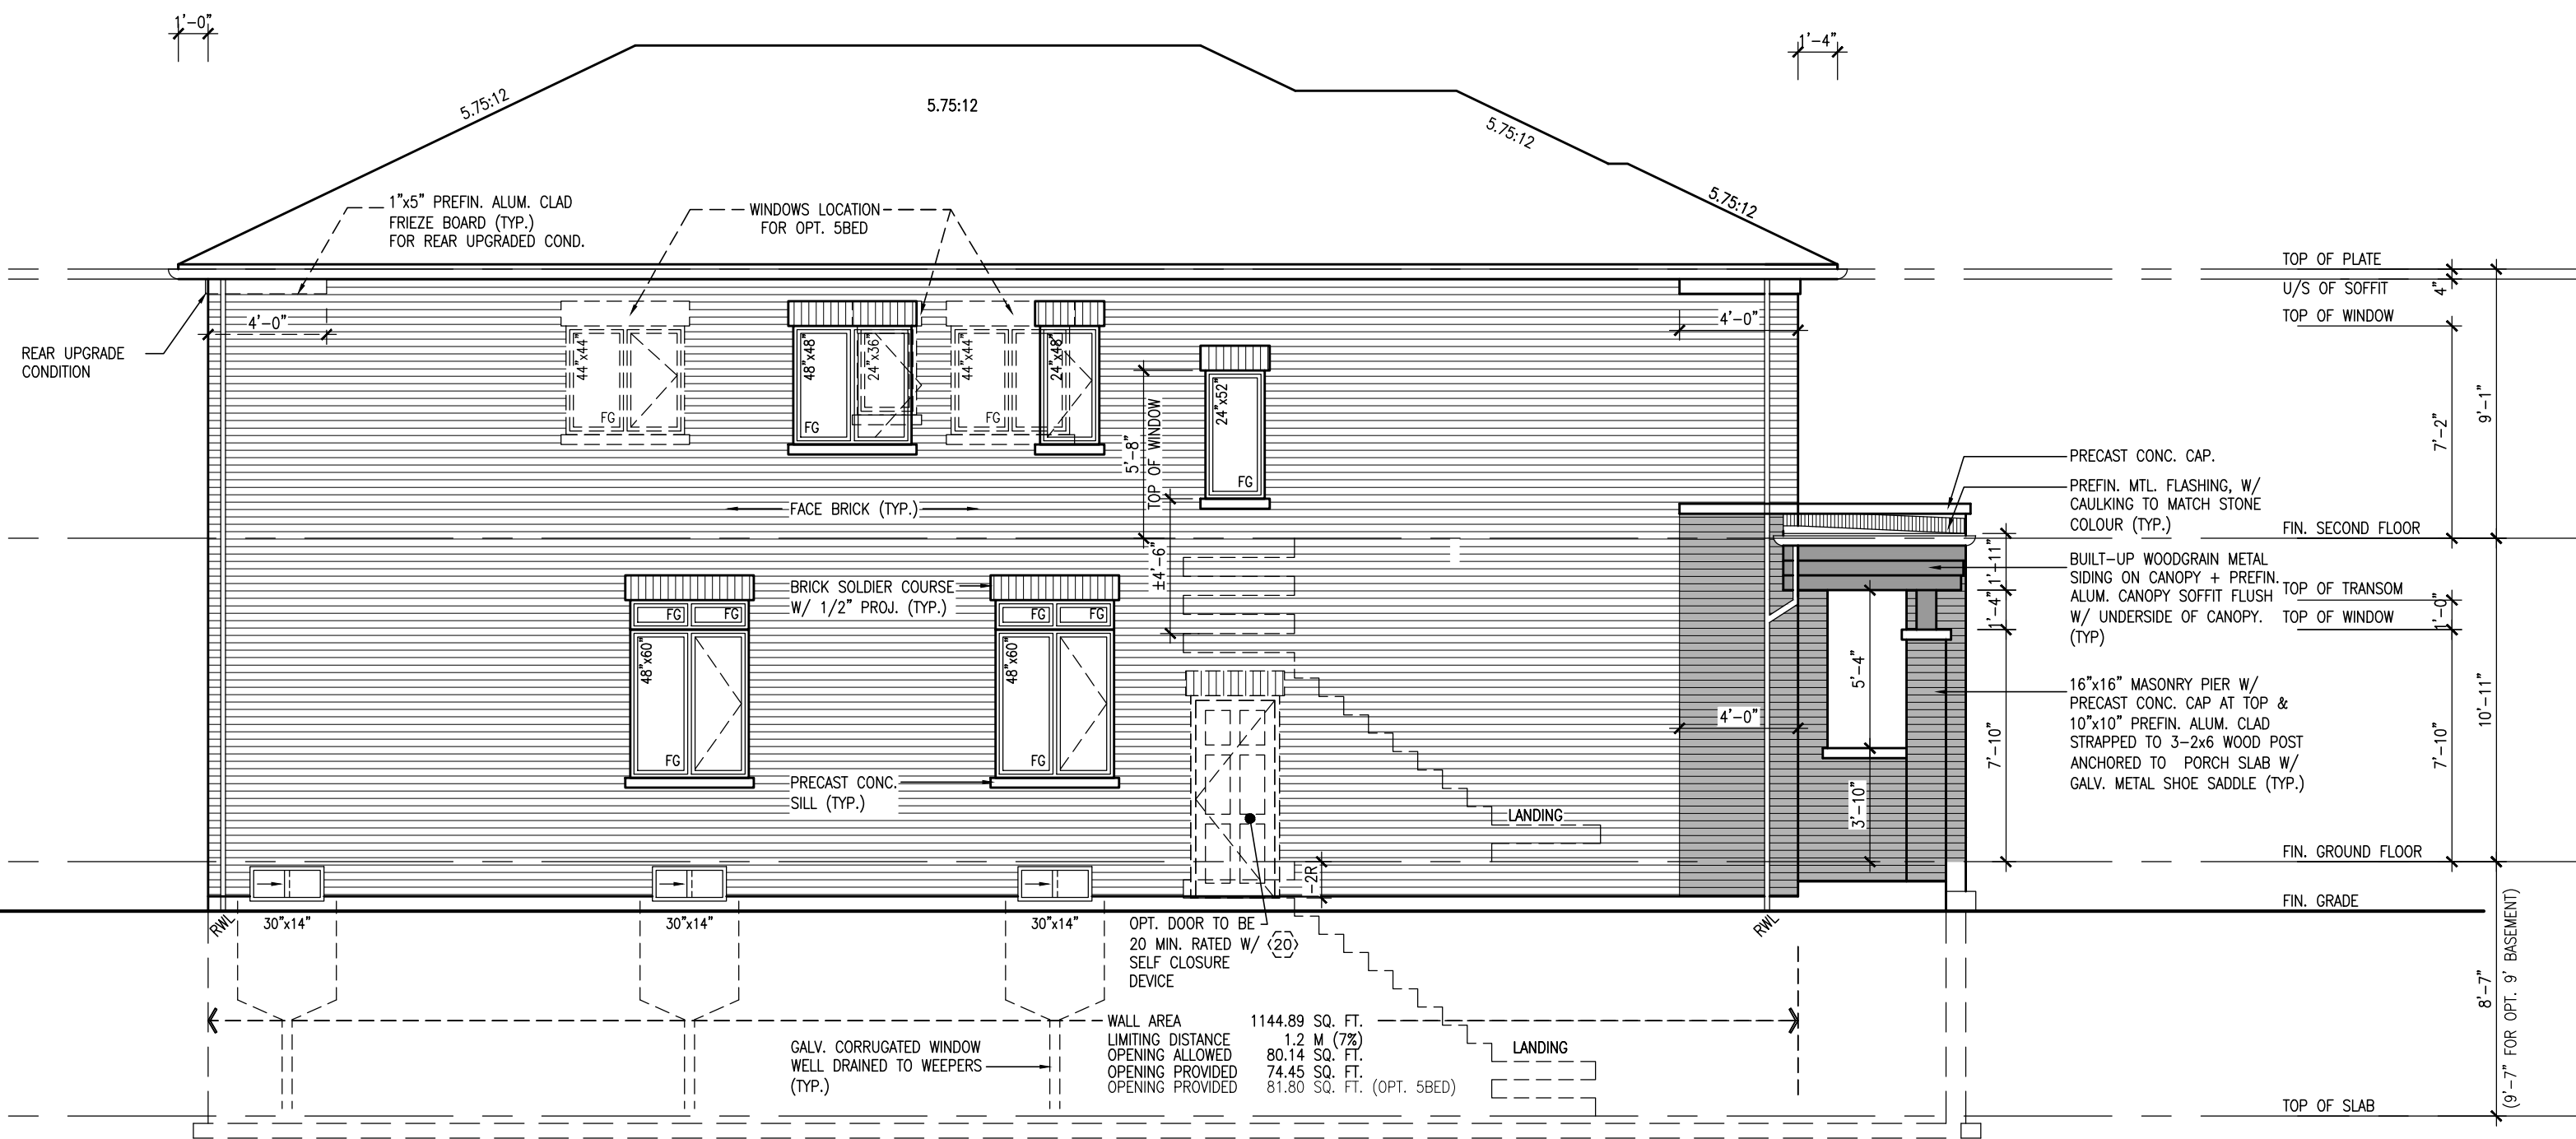 1'-0"
1'-4"
5.75:12
5.75:12
5.75:12
5.75:12
1"x5" PREFIN. ALUM. CLAD
FRIEZE BOARD (TYP.)
FOR REAR UPGRADED COND.
WINDOWS LOCATION
FOR OPT. 5BED
4'-0"
REAR UPGRADE
CONDITION
44"x44"
FG
48"x48"
FG
24"x36"
44"x44"
FG
24"x48"
24"x52"
FG
4'-0"
5'-8"
TOP OF WINDOW
±4'-6"
FACE BRICK (TYP.)
BRICK SOLDIER COURSE
W/ 1/2" PROJ. (TYP.)
FG
FG
48"x60"
FG
FG
FG
48"x60"
FG
PRECAST CONC.
SILL (TYP.)
LANDING
4'-0"
5'-4"
3'-10"
-2R
1'-11"
1'-4"
7'-10"
PRECAST CONC. CAP.
PREFIN. MTL. FLASHING, W/
CAULKING TO MATCH STONE
COLOUR (TYP.)
BUILT-UP WOODGRAIN METAL
SIDING ON CANOPY + PREFIN.
ALUM. CANOPY SOFFIT FLUSH
W/ UNDERSIDE OF CANOPY.
(TYP)
16"x16" MASONRY PIER W/
PRECAST CONC. CAP AT TOP &
10"x10" PREFIN. ALUM. CLAD
STRAPPED TO 3-2x6 WOOD POST
ANCHORED TO PORCH SLAB W/
GALV. METAL SHOE SADDLE (TYP.)
TOP OF PLATE
U/S OF SOFFIT
TOP OF WINDOW
FIN. SECOND FLOOR
TOP OF TRANSOM
TOP OF WINDOW
FIN. GROUND FLOOR
FIN. GRADE
TOP OF SLAB
4"
7'-2"
9'-1"
1'-0"
7'-10"
10'-11"
8'-7"
(9'-7" FOR OPT. 9' BASEMENT)
RWL
30"x14"
30"x14"
30"x14"
RWL
OPT. DOOR TO BE
20 MIN. RATED W/ 20
SELF CLOSURE
DEVICE
GALV. CORRUGATED WINDOW
WELL DRAINED TO WEEPERS
(TYP.)
WALL AREA 1144.89 SQ. FT.
LIMITING DISTANCE 1.2 M (7%)
OPENING ALLOWED 80.14 SQ. FT.
OPENING PROVIDED 74.45 SQ. FT.
OPENING PROVIDED 81.80 SQ. FT. (OPT. 5BED)
LANDING